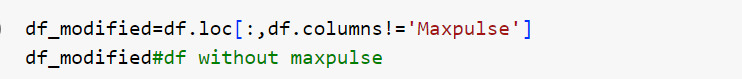 df_modified=df.loc[:,df.columns!='Maxpulse']
df_modified#df without maxpulse